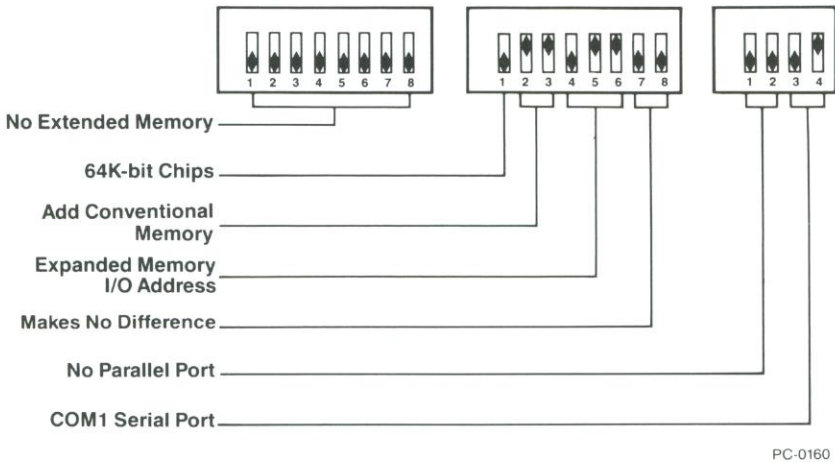 1 2 3 4 5 6 7 8
1 2 3 4 5 6 7 8
1 2 3 4
No Extended Memory
64K-bit Chips
Add Conventional
Memory
Expanded Memory
I/O Address
Makes No Difference
No Parallel Port
COM1 Serial Port
PC-0160